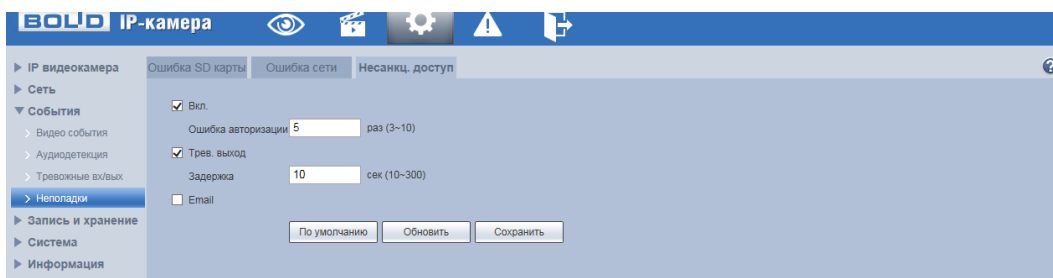 BOLID IP-камера
IP видеокамера
Сеть
События
Видео события
Аудиодетекция
Тревожные вх/вых
Неполадки
Запись и хранение
Система
Информация
Ошибка SD карты Ошибка сети Несанкц. доступ
?
Вкл.
Ошибка авторизации 5 раз (3~10)
Трев. выход
Задержка 10 сек (10~300)
Email
По умолчанию Обновить Сохранить